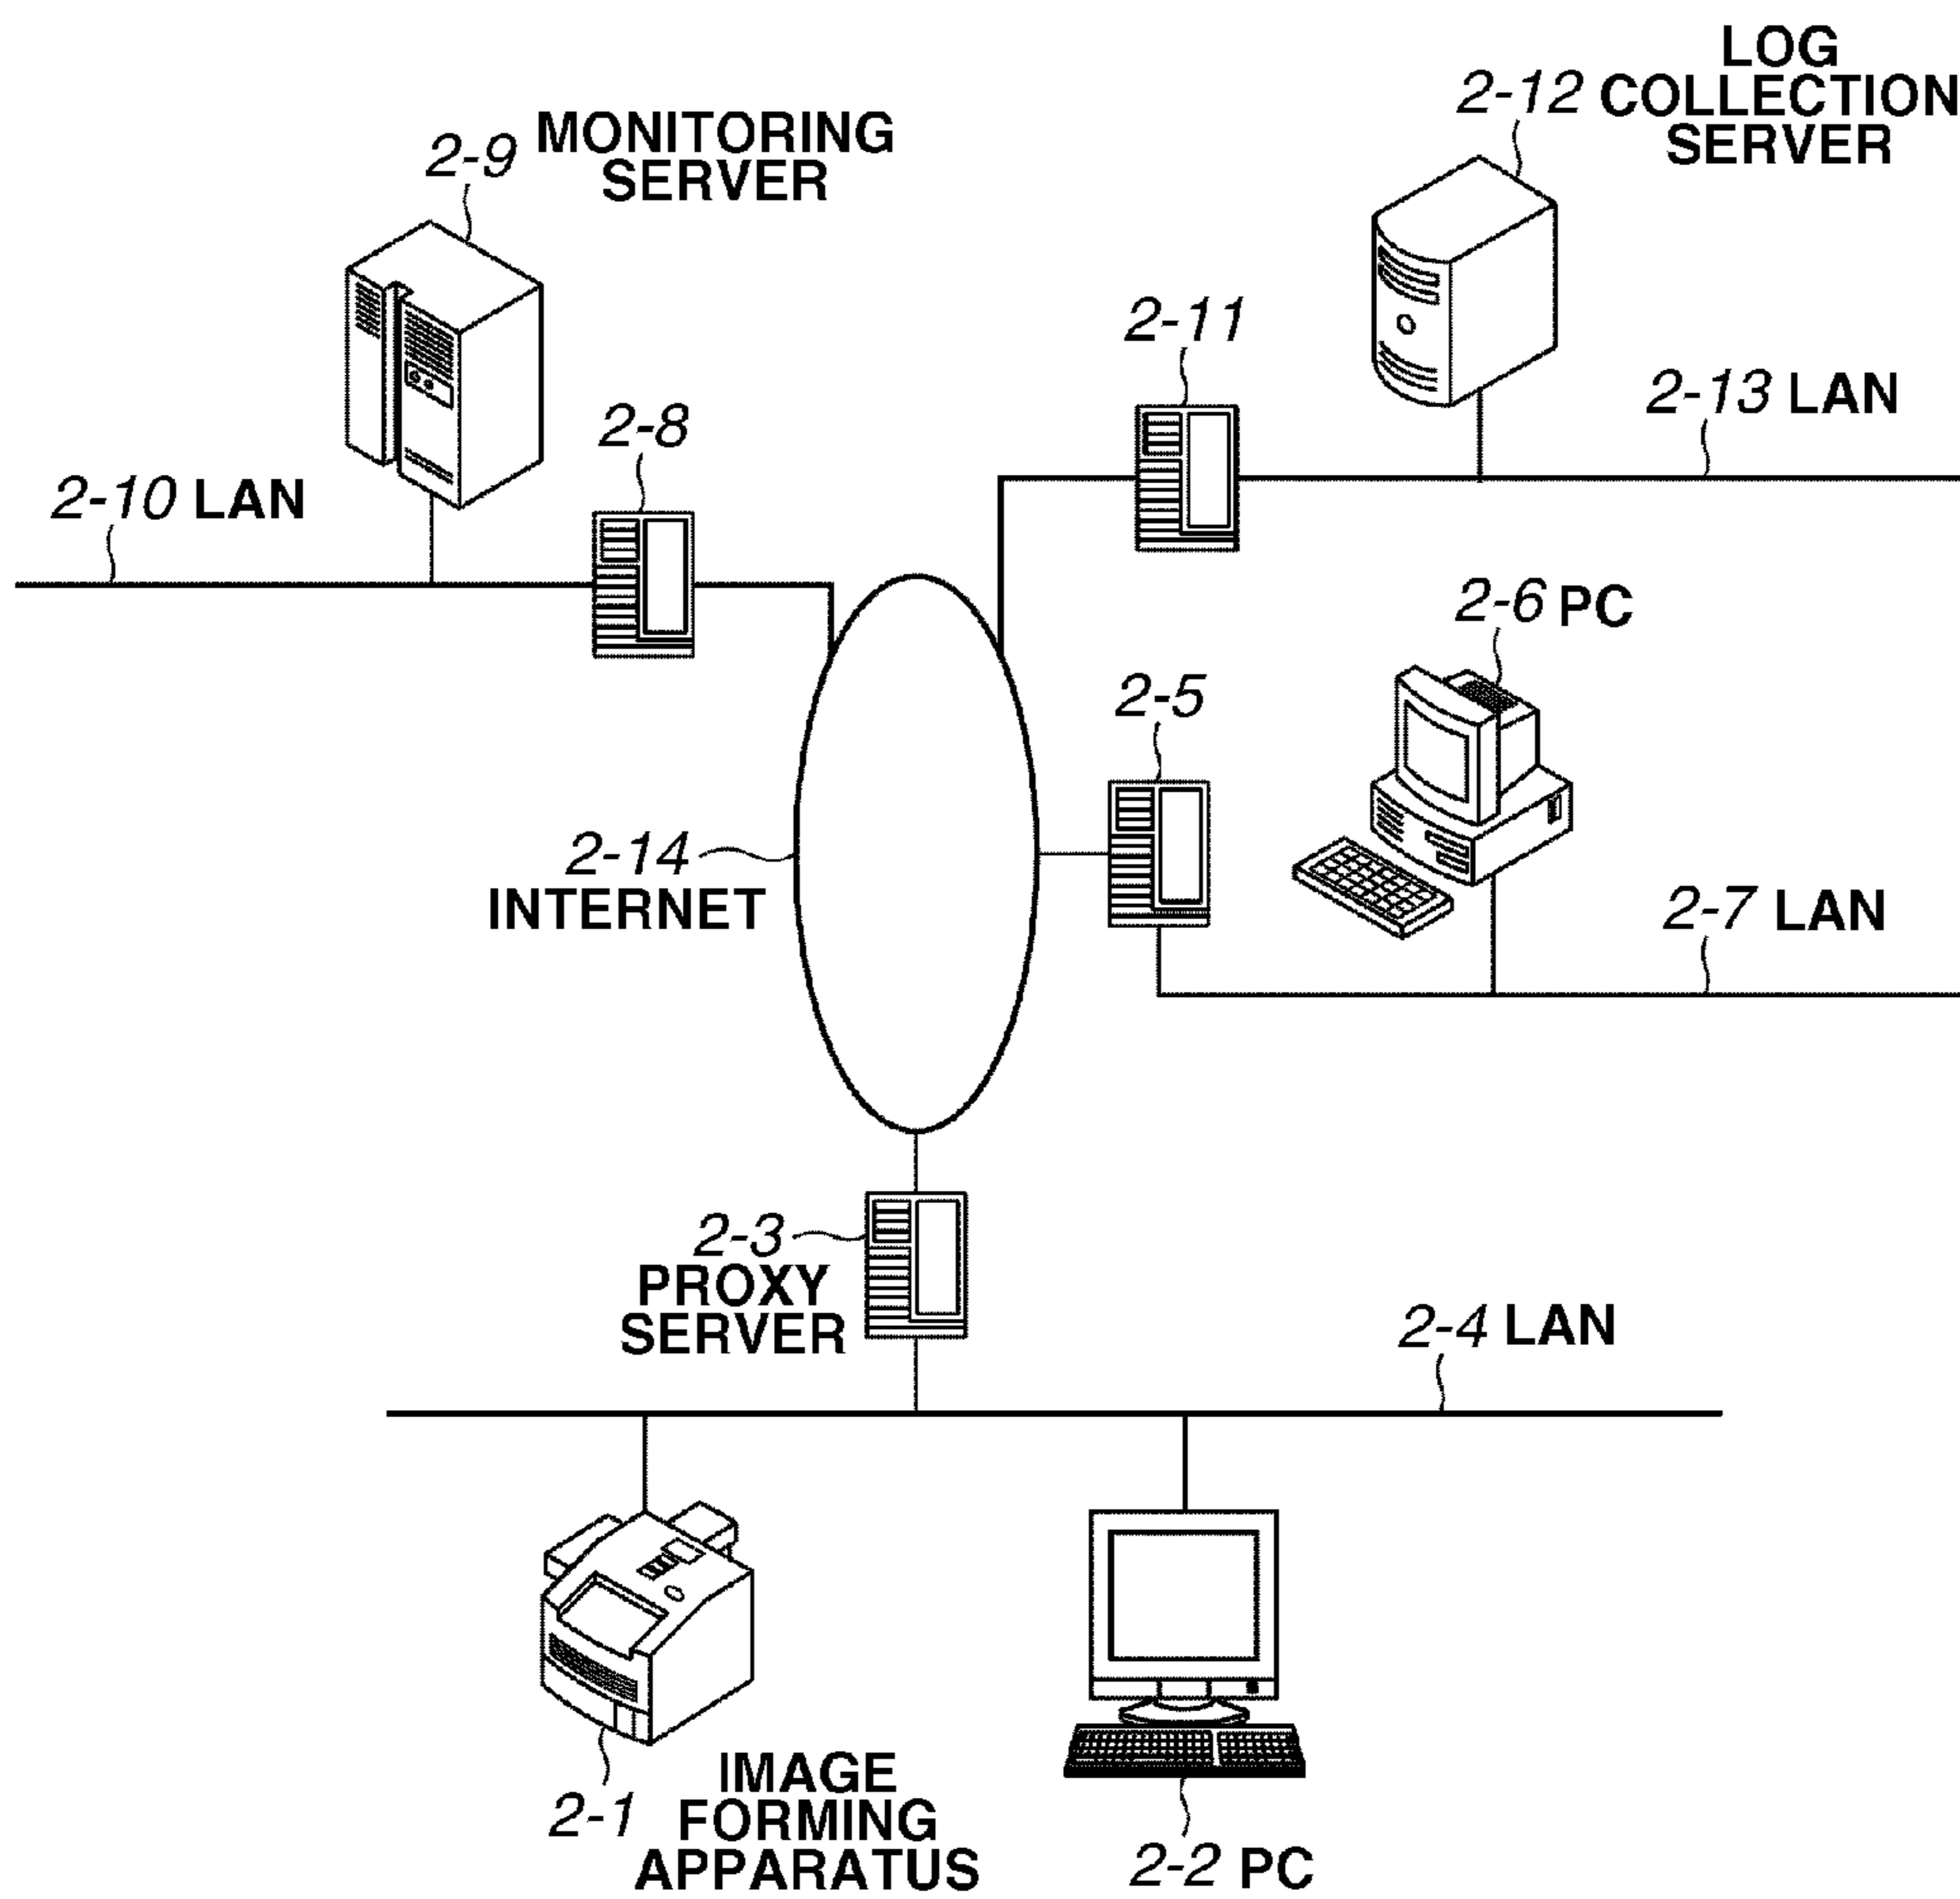 LOG
2-12 COLLECTION
SERVER
2-9 MONITORING
SERVER
2-11
2-13 LAN
2-8
2-10 LAN
2-6 PC
2-5
2-14
INTERNET
2-7 LAN
2-3
PROXY
SERVER
2-4 LAN
IMAGE
2-1 FORMING
APPARATUS
2-2 PC